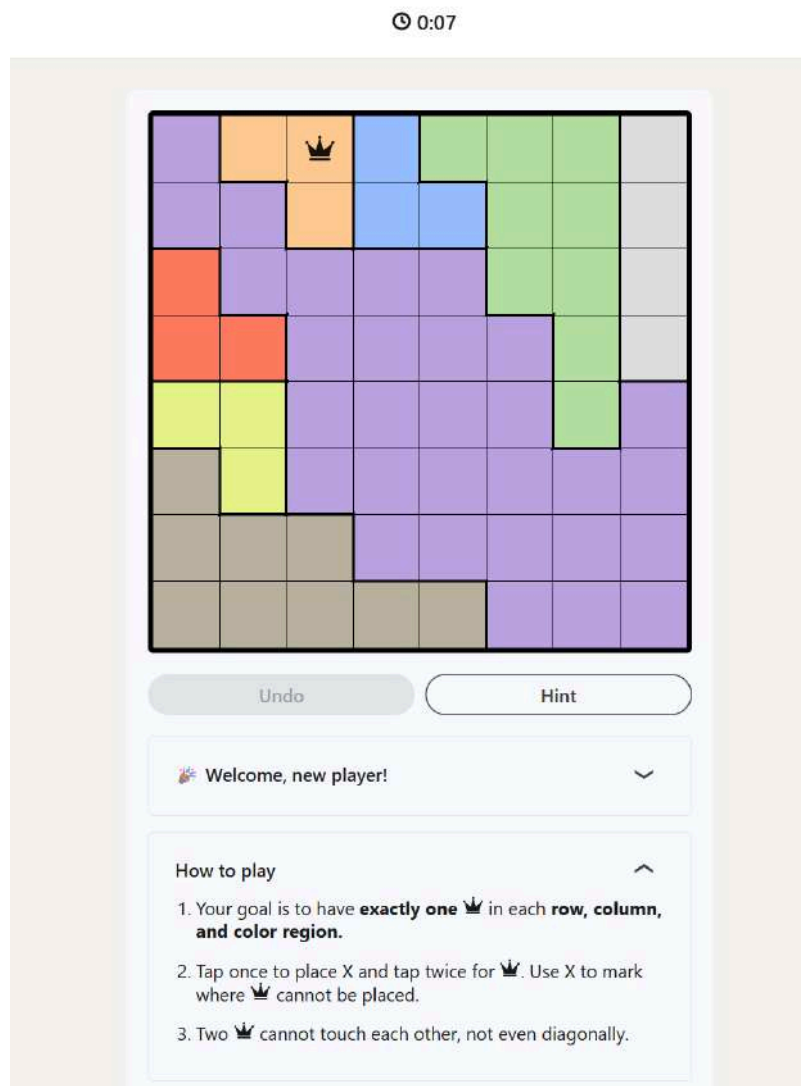 0:07
Undo
Hint
🎉 Welcome, new player!
How to play
1. Your goal is to have exactly one 👑 in each row, column,
and color region.
2. Tap once to place X and tap twice for 👑. Use X to mark
where 👑 cannot be placed.
3. Two 👑 cannot touch each other, not even diagonally.